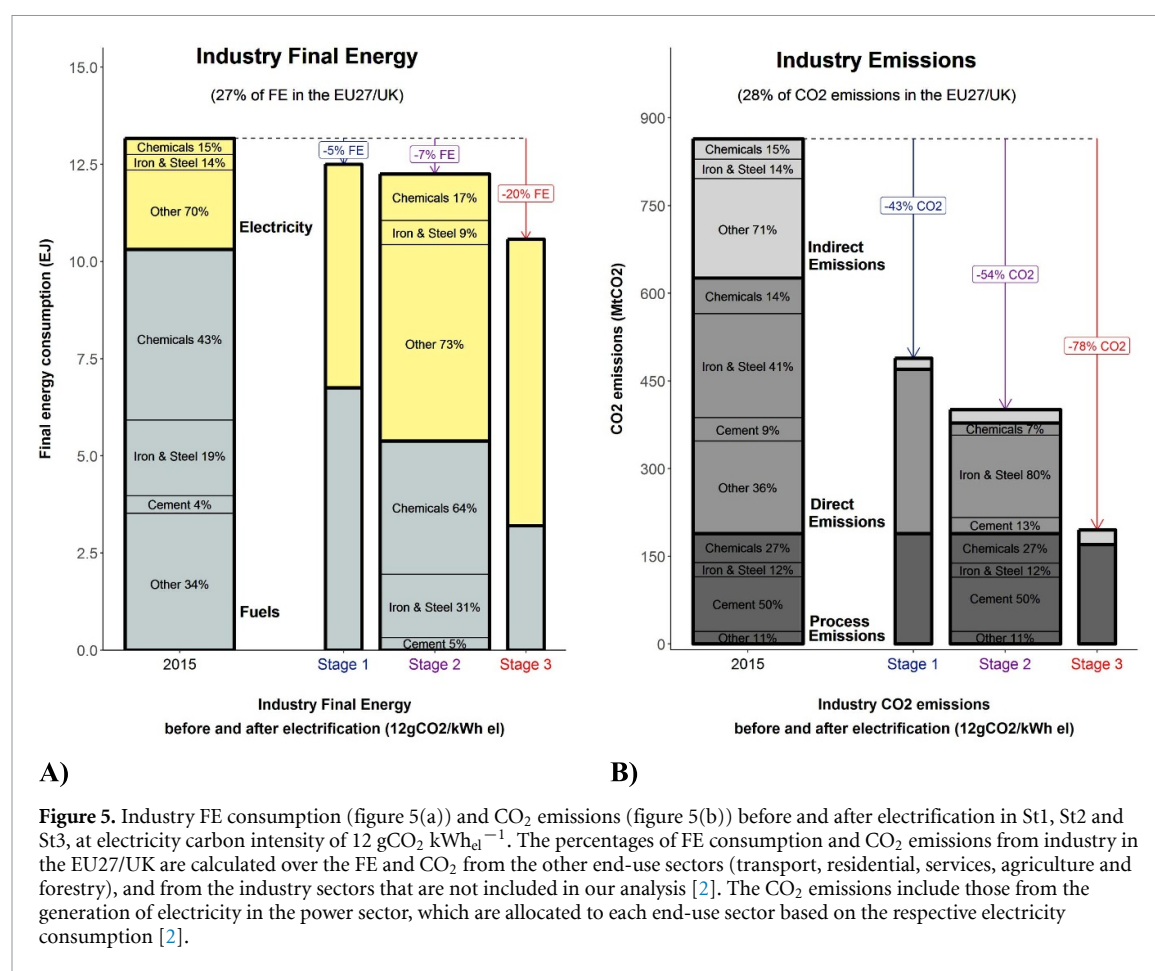 Industry Final Energy
(27% of FE in the EU27/UK)
Final energy consumption (EJ)
15.0
12.5
10.0
7.5
5.0
2.5
0.0
Chemicals 15%
Iron & Steel 14%
Other 70%
Electricity
Chemicals 43%
Iron & Steel 19%
Cement 4%
Other 34%
Fuels
-5% FE
-7% FE
-20% FE
Chemicals 17%
Iron & Steel 9%
Other 73%
Chemicals 64%
Iron & Steel 31%
Cement 5%
2015
Stage 1
Stage 2
Stage 3
Industry Final Energy
before and after electrification (12gCO2/kWh el)
A)
Industry Emissions
(28% of CO2 emissions in the EU27/UK)
CO2 emissions (MtCO2)
900
750
600
450
300
150
0
Chemicals 15%
Iron & Steel 14%
Other 71%
Indirect
Emissions
Chemicals 14%
Iron & Steel 41%
Cement 9%
Other 36%
Direct
Emissions
Chemicals 27%
Iron & Steel 12%
Cement 50%
Other 11%
Process
Emissions
-43% CO2
-54% CO2
-78% CO2
Chemicals 7%
Iron & Steel 80%
Cement 13%
Chemicals 27%
Iron & Steel 12%
Cement 50%
Other 11%
2015
Stage 1
Stage 2
Stage 3
Industry CO2 emissions
before and after electrification (12gCO2/kWh el)
B)
Figure 5. Industry FE consumption (figure 5(a)) and CO₂ emissions (figure 5(b)) before and after electrification in St1, St2 and
St3, at electricity carbon intensity of 12 gCO₂ kWhₑₗ⁻¹. The percentages of FE consumption and CO₂ emissions from industry in
the EU27/UK are calculated over the FE and CO₂ from the other end-use sectors (transport, residential, services, agriculture and
forestry), and from the industry sectors that are not included in our analysis [2]. The CO₂ emissions include those from the
generation of electricity in the power sector, which are allocated to each end-use sector based on the respective electricity
consumption [2].